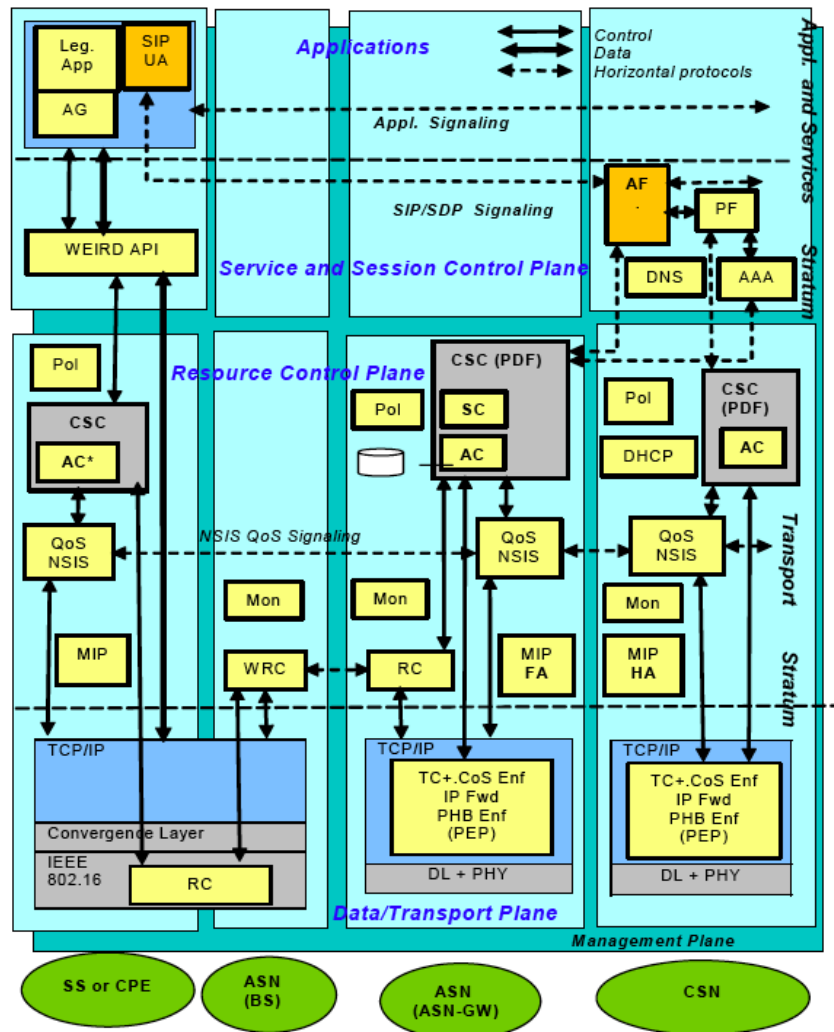 Leg.
App
SIP
UA
AG
Applications
Control
Data
Horizontal protocols
Appl. and Services
Stratum
Appl. Signaling
SIP/SDP Signaling
AF
.
PF
WEIRD API
Service and Session Control Plane
DNS
AAA
Pol
Resource Control Plane
CSC
AC*
Pol
CSC (PDF)
SC
AC
Pol
DHCP
CSC
(PDF)
AC
QoS
NSIS
NSIS QoS Signaling
QoS
NSIS
QoS
NSIS
Transport
Stratum
Mon
Mon
Mon
MIP
WRC
RC
MIP
FA
MIP
HA
TCP/IP
Convergence Layer
IEEE
802.16
RC
TCP/IP
TC+.CoS Enf
IP Fwd
PHB Enf
(PEP)
DL + PHY
TCP/IP
TC+.CoS Enf
IP Fwd
PHB Enf
(PEP)
DL + PHY
Data/Transport Plane
Management Plane
SS or CPE
ASN
(BS)
ASN
(ASN-GW)
CSN